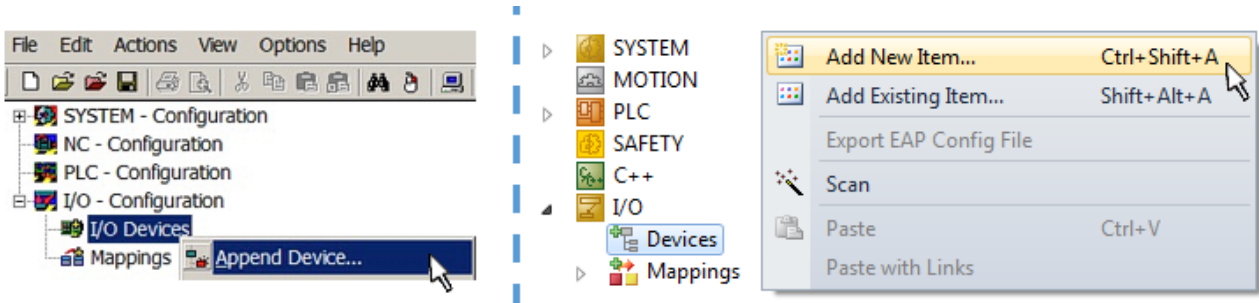 File Edit Actions View Options Help
SYSTEM - Configuration
NC - Configuration
PLC - Configuration
I/O - Configuration
I/O Devices
Mappings
Append Device...
SYSTEM
MOTION
PLC
SAFETY
C++
I/O
Devices
Mappings
Add New Item... Ctrl+Shift+A
Add Existing Item... Shift+Alt+A
Export EAP Config File
Scan
Paste Ctrl+V
Paste with Links